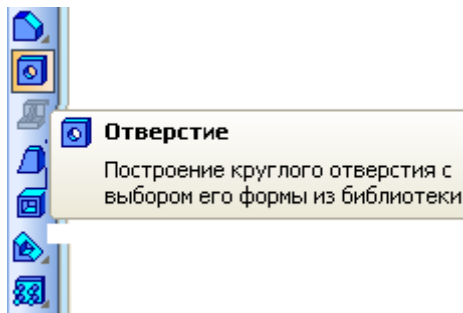 Отверстие
Построение круглого отверстия с
выбором его формы из библиотеки